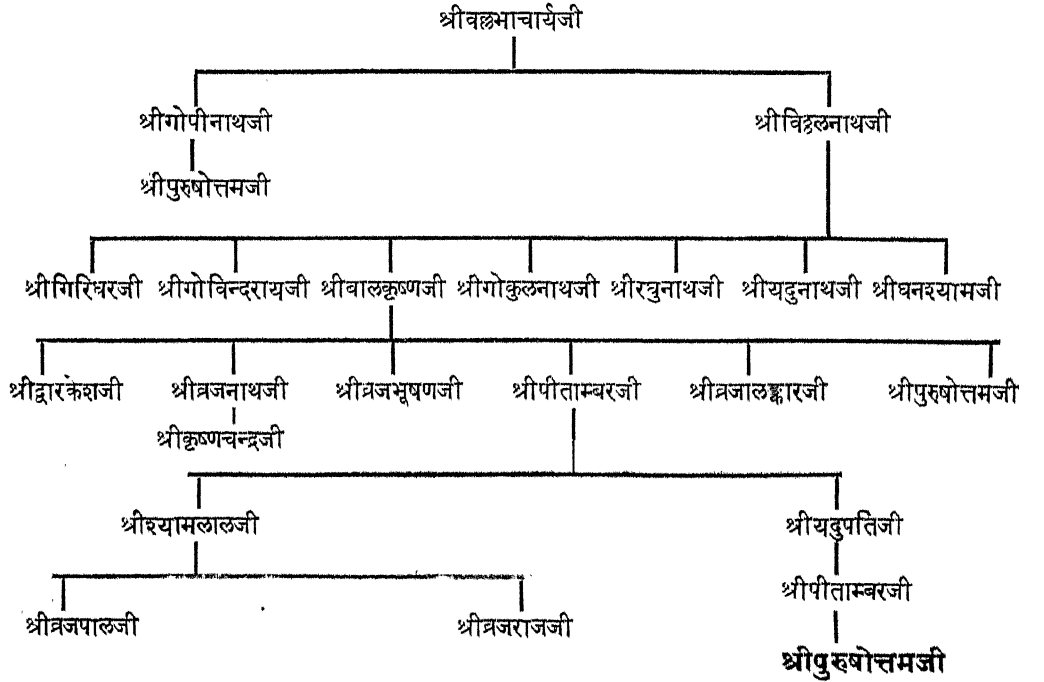 श्रीवल्लभाचार्यजी
श्रीगोपीनाथजी श्रीविठ्ठलनाथजी
श्रीपुरुषोत्तमजी
श्रीगिरिधरजी श्रीगोविन्दरायजी श्रीबालकृष्णजी श्रीगोकुलनाथजी श्रीरघुनाथजी श्रीयदुनाथजी श्रीघनश्यामजी
श्रीद्वारकेशजी श्रीव्रजनाथजी श्रीव्रजभूषणजी श्रीपीताम्बरजी श्रीव्रजालङ्कारजी श्रीपुरुषोत्तमजी
श्रीकृष्णचन्द्रजी
श्रीश्यामलालजी श्रीयदुपतिजी
श्रीपीताम्बरजी
श्रीव्रजपालजी श्रीव्रजराजजी
श्रीपुरुषोत्तमजी